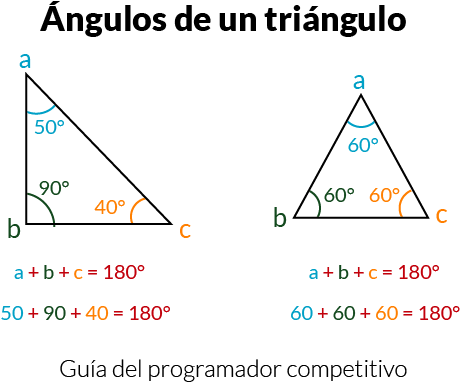 Ángulos de un triángulo
a
50°
90°
40°
b
c
a + b + c = 180°
50 + 90 + 40 = 180°
a
60°
60°
60°
b
c
a + b + c = 180°
60 + 60 + 60 = 180°
Guía del programador competitivo